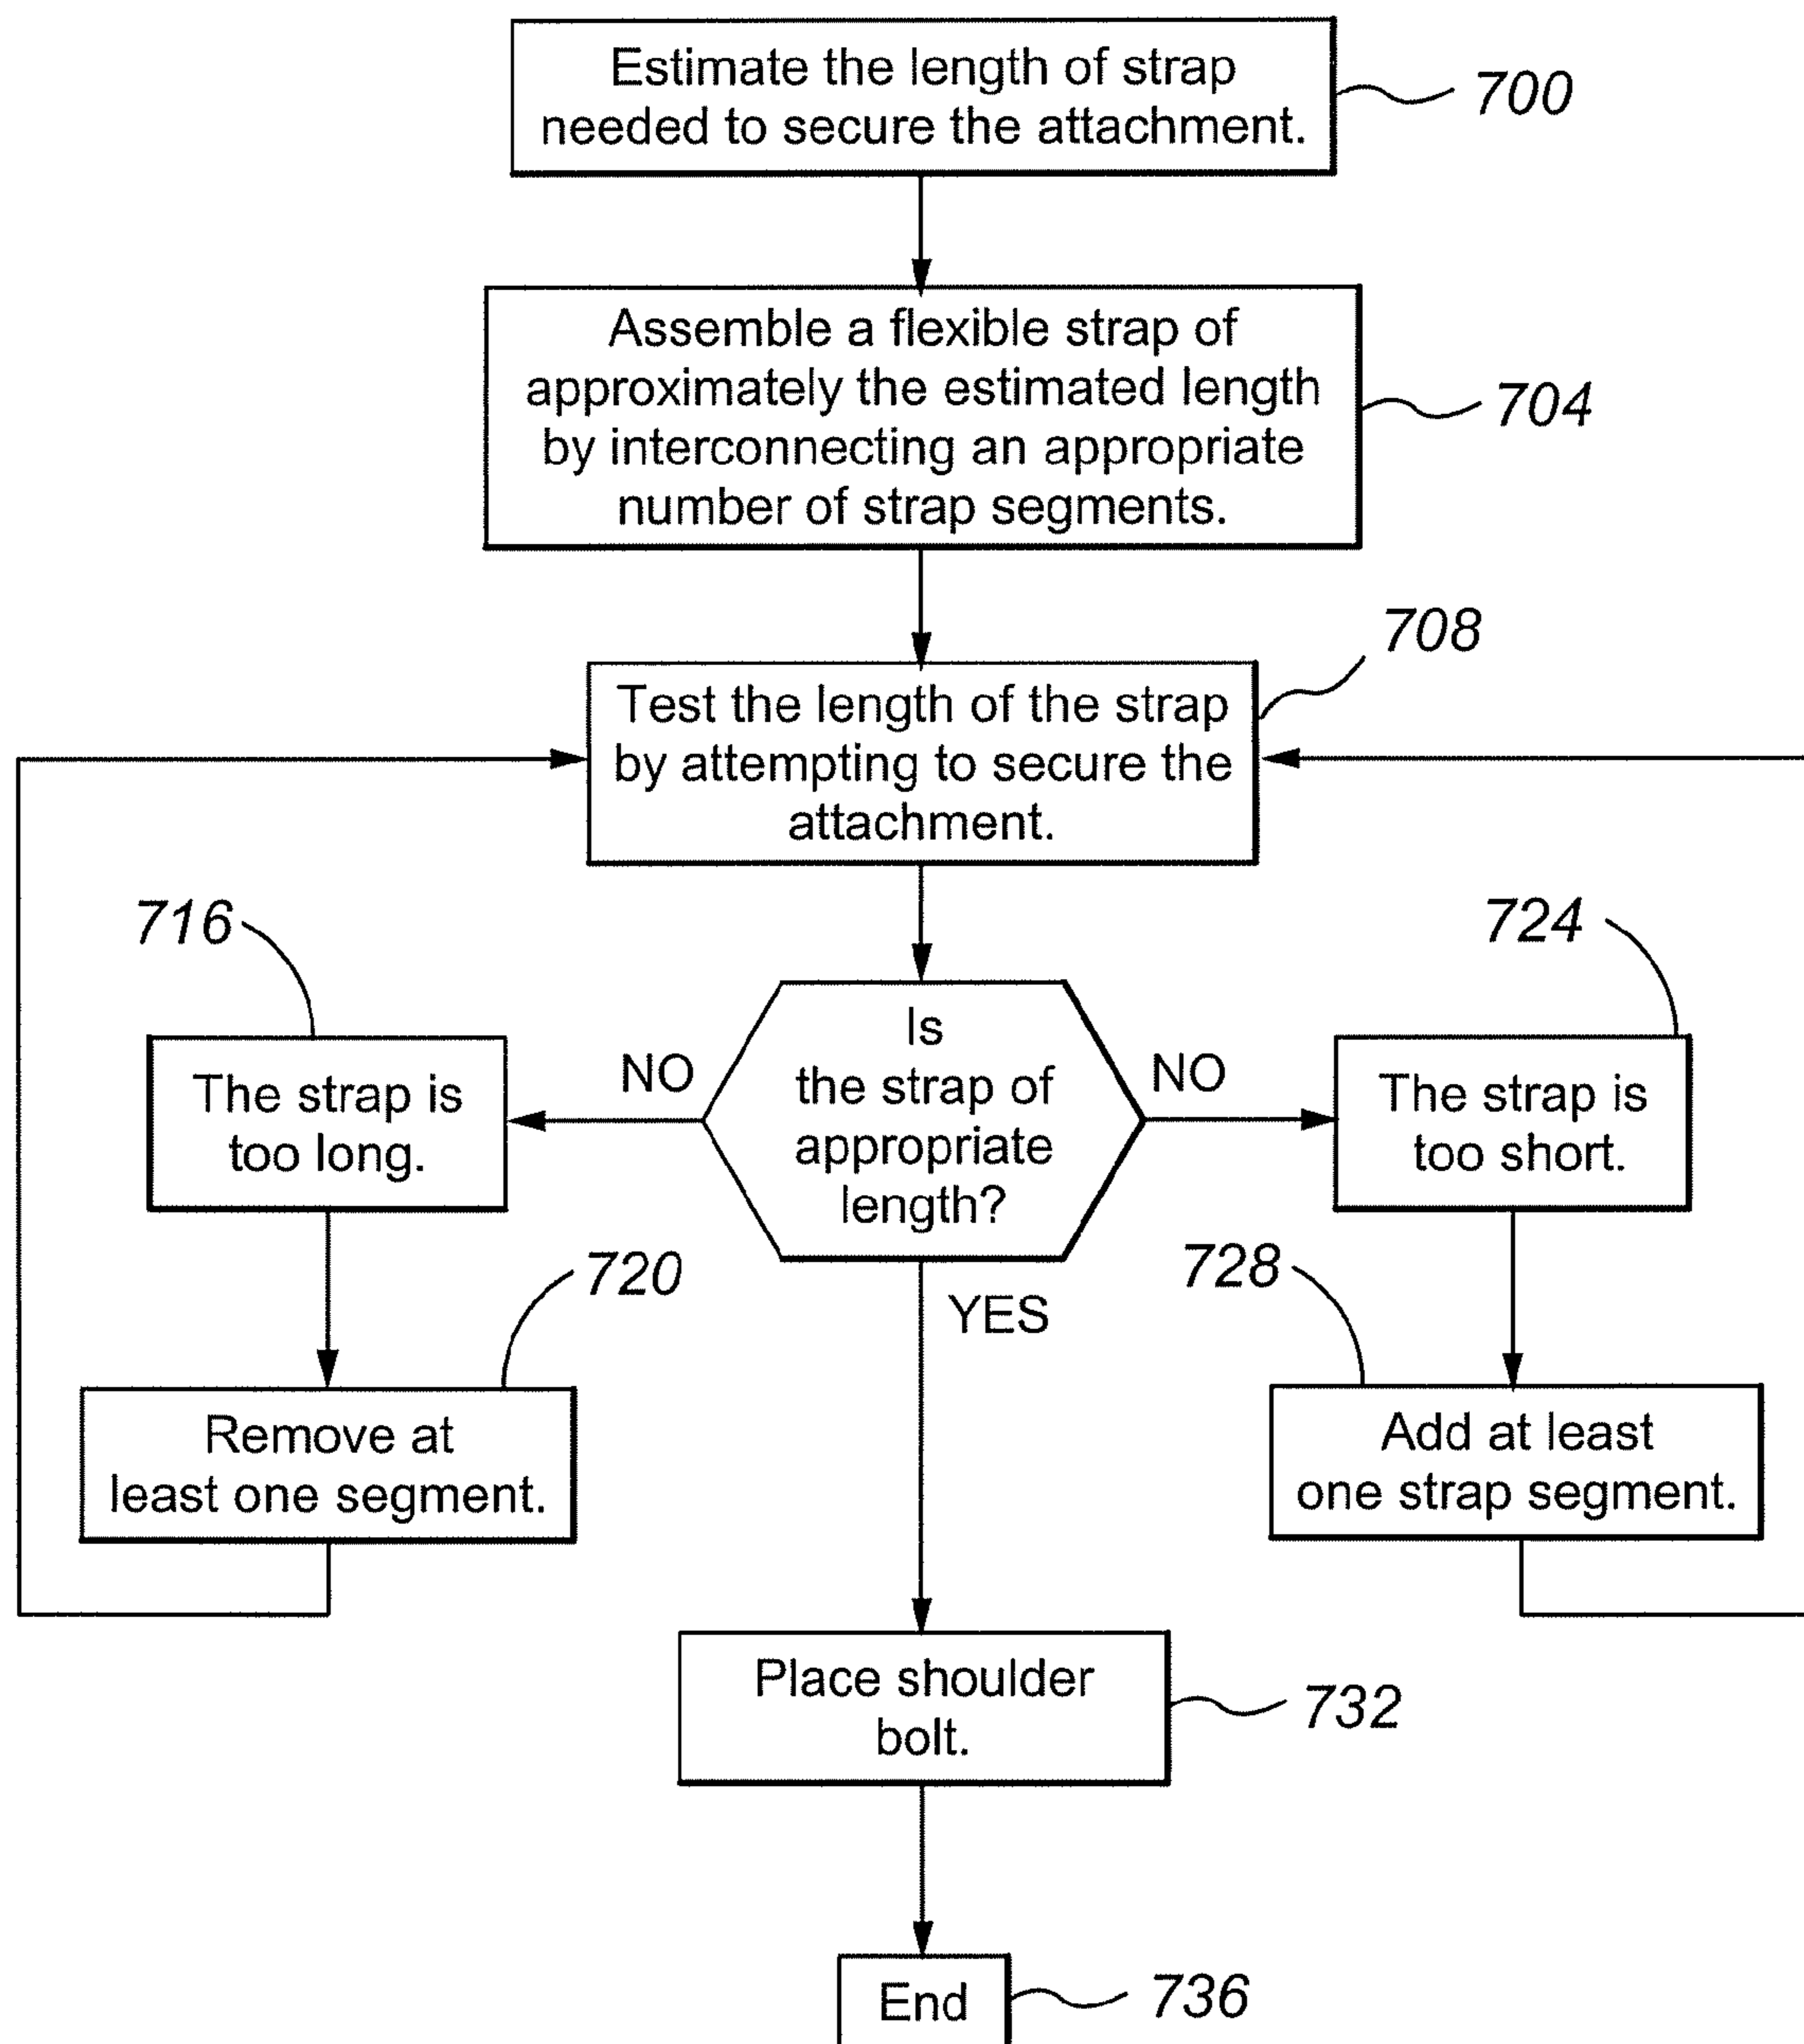 Estimate the length of strap
needed to secure the attachment.
700
Assemble a flexible strap of
approximately the estimated length
by interconnecting an appropriate
number of strap segments.
704
708
Test the length of the strap
by attempting to secure the
attachment.
716
724
Is
the strap of
appropriate
length?
NO
NO
The strap is
too long.
The strap is
too short.
720
728
YES
Remove at
least one segment.
Add at least
one strap segment.
Place shoulder
bolt.
732
End
736